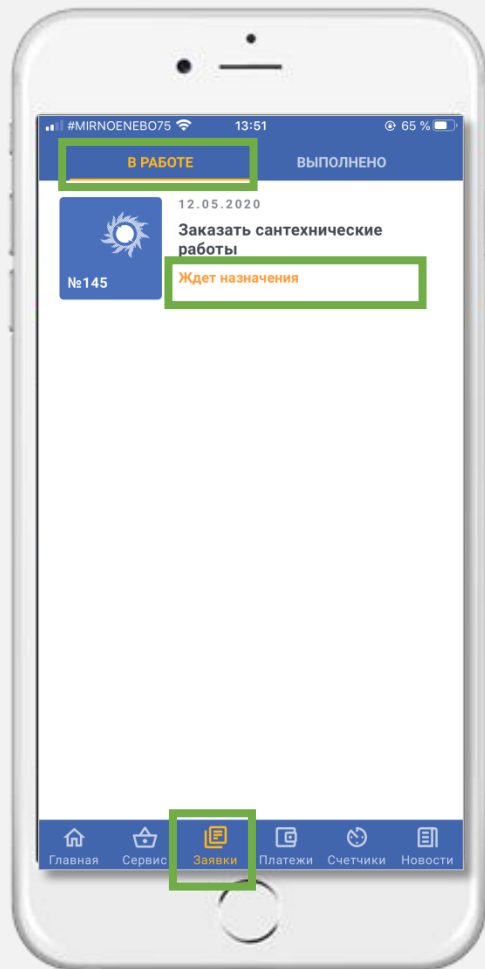 #MIRNOENEBO75 13:51 65 %
В РАБОТЕ ВЫПОЛНЕНО
12.05.2020
Заказать сантехнические
работы
№145 Ждет назначения
Главная Сервис Заявки Платежи Счетчики Новости